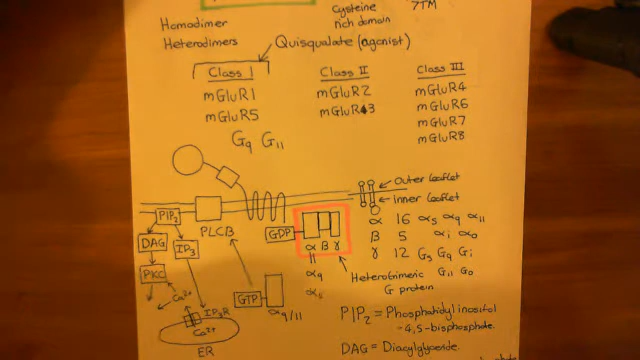 Homodimer
Heterodimers
Cysteine
rich domain
7TM
Quisqualate (agonist)
Class I
mGluR1
mGluR5
Gq G11
Class II
mGluR2
mGluR3
Class III
mGluR4
mGluR6
mGluR7
mGluR8
Outer leaflet
Inner leaflet
PIP2
PLCβ
GDP
α β γ
αq
α11
DAG
IP3
PKC
Ca2+
IP3R
Ca2+
ER
GTP
αq/11
Heterotrimeric
G protein
α 16 αs αq α11
β 5 αi αo
γ 12 Gs Gq Gi
G11 Go
PIP2 = Phosphatidyl inositol
-4,5-bisphosphate.
DAG = Diacylglyceride.